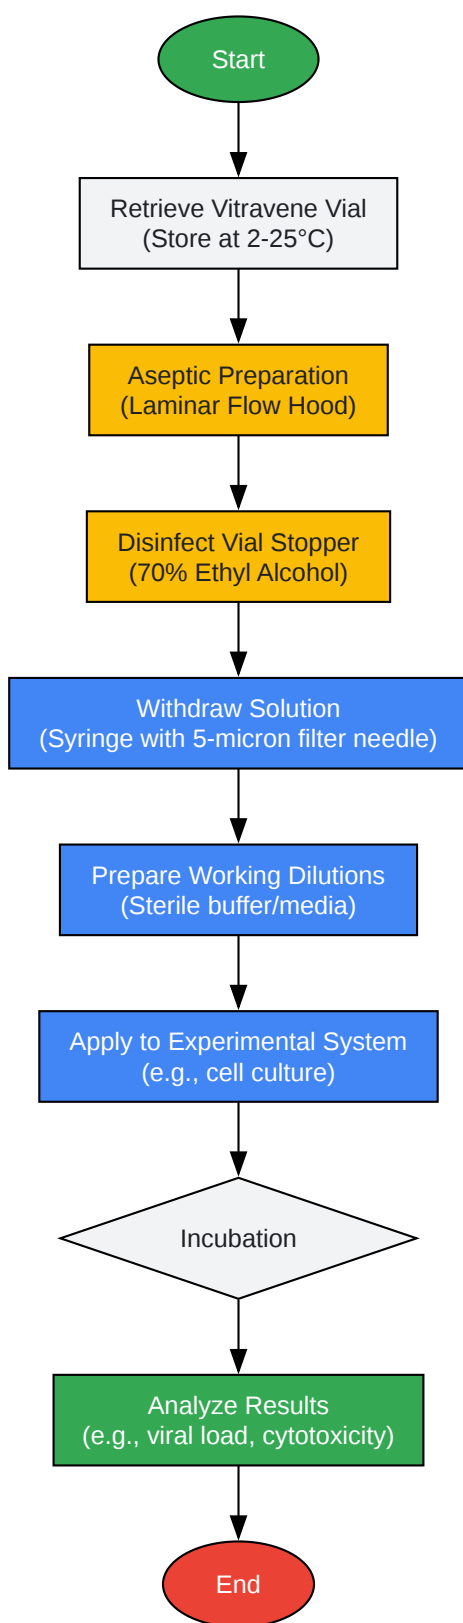 Start
Retrieve Vitravene Vial
(Store at 2-25°C)
Aseptic Preparation
(Laminar Flow Hood)
Disinfect Vial Stopper
(70% Ethyl Alcohol)
Withdraw Solution
(Syringe with 5-micron filter needle)
Prepare Working Dilutions
(Sterile buffer/media)
Apply to Experimental System
(e.g., cell culture)
Incubation
Analyze Results
(e.g., viral load, cytotoxicity)
End